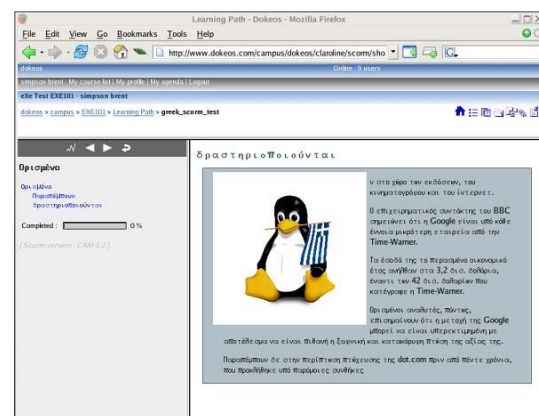 Learning Path - Dokeos - Mozilla Firefox
File Edit View Go Bookmarks Tools Help
http://www.dokeos.com/campus/dokeos/claroline/scorm/sho
dokeos
Online : 9 users
simpson brent | My course list | My profile | My agenda | Logout
eXe Test EXE101 - simpson brent
dokeos > campus > EXE101 > Learning Path > greek_scorm_test
Ορισμένο
Ορισμένο
Παραπέμπουν
δραστηριοποιούνται
Completed : 0 %
[ Scorm version : CAM 1.2 ]
δραστηριοποιούνται
ν στο χώρο των εκδόσεων, του
κινηματογράφου και του ίντερνετ.
Ο επιχειρηματικός συντάκτης του BBC
σημειώνει ότι η Google είναι υπό κάθε
έννοια μικρότερη εταιρεία από την
Time-Warner.
Τα έσοδά της το περασμένο οικονομικό
έτος ανήλθαν στα 3,2 δισ. δολάρια,
έναντι των 42 δισ. δολαρίων που
κατέγραψε η Time-Warner.
Ορισμένοι αναλυτές, πάντως,
επισημαίνουν ότι η μετοχή της Google
μπορεί να είναι υπερεκτιμημένη με
αποτέλεσμα να είναι πιθανή η ξαφνική και κατακόρυφη πτώση της αξίας της.
Παραπέμπουν δε στην περίπτωση πτώχευσης της dot.com πριν από πέντε χρόνια,
που προκλήθηκε υπό παρόμοιες συνθήκες